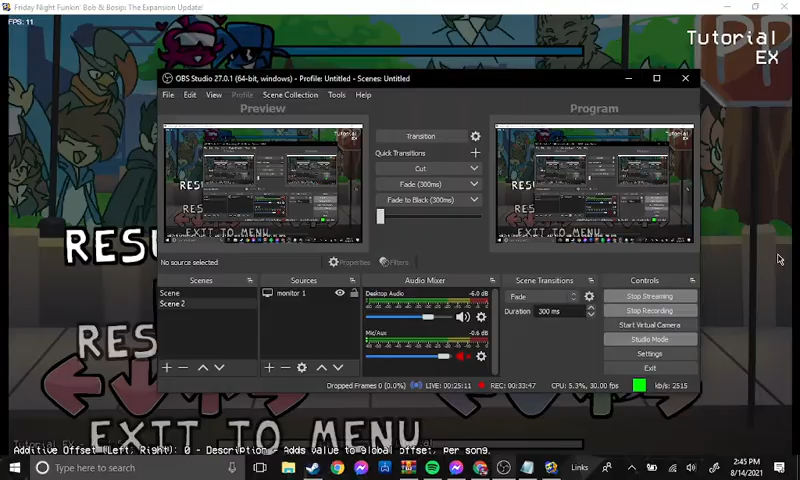 Friday Night Funkin' Bob & Bosip: The Expansion Update!
FPS: 11
Tutorial
EX
OBS Studio 27.0.1 (64-bit, windows) - Profile: Untitled - Scenes: Untitled
File Edit View Profile Scene Collection Tools Help
Preview
Program
Transition
Quick Transitions
Cut
Fade (300ms)
Fade to Black (300ms)
RESU
EXIT TO MENU
EXIT TO MENU
No source selected
Properties
Filters
Scenes
Sources
Audio Mixer
Scene Transitions
Controls
Scene
Scene 2
monitor 1
Desktop Audio
-6.0 dB
Mic/Aux
-0.6 dB
Fade
Duration
300 ms
Stop Streaming
Stop Recording
Start Virtual Camera
Studio Mode
Settings
Exit
Dropped Frames 0 (0.0%)
LIVE: 00:25:11
REC: 00:33:47
CPU: 5.3%, 30.00 fps
kb/s: 2515
RES
EXIT TO MENU
Additive Offset (Left, Right): 0 - Description - Adds value to global offset, per song.
Type here to search
Links
2:45 PM
8/14/2021